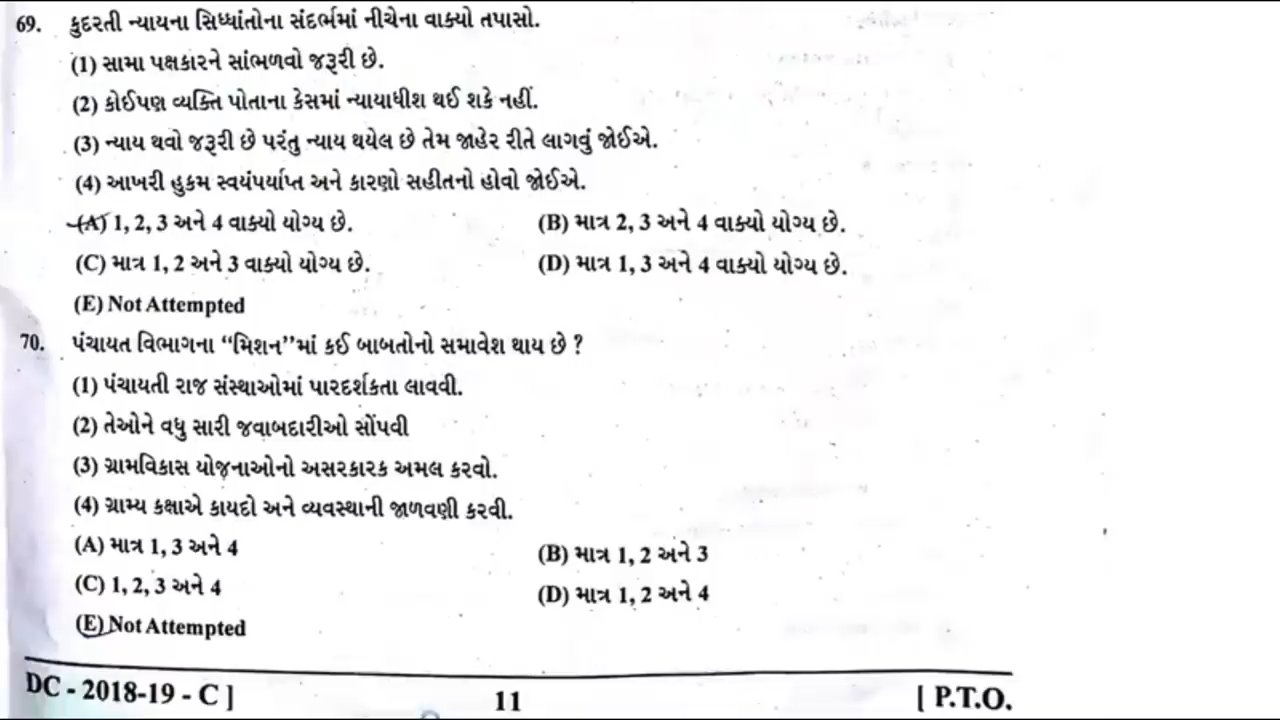 69. કુદરતી ન્યાયના સિધ્ધાંતોના સંદર્ભમાં નીચેના વાક્યો તપાસો.
(1) સામા પક્ષકારને સાંભળવો જરૂરી છે.
(2) કોઈપણ વ્યક્તિ પોતાના કેસમાં ન્યાયાધીશ થઈ શકે નહીં.
(3) ન્યાય થવો જરૂરી છે પરંતુ ન્યાય થયેલ છે તેમ જાહેર રીતે લાગવું જોઈએ.
(4) આખરી હુકમ સ્વયંપર્યાપ્ત અને કારણો સહીતનો હોવો જોઈએ.
(A) 1, 2, 3 અને 4 વાક્યો યોગ્ય છે. (B) માત્ર 2, 3 અને 4 વાક્યો યોગ્ય છે.
(C) માત્ર 1, 2 અને 3 વાક્યો યોગ્ય છે. (D) માત્ર 1, 3 અને 4 વાક્યો યોગ્ય છે.
(E) Not Attempted
70. પંચાયત વિભાગના “મિશન”માં કઈ બાબતોનો સમાવેશ થાય છે ?
(1) પંચાયતી રાજ સંસ્થાઓમાં પારદર્શકતા લાવવી.
(2) તેઓને વધુ સારી જવાબદારીઓ સોંપવી
(3) ગ્રામવિકાસ યોજનાઓનો અસરકારક અમલ કરવો.
(4) ગ્રામ્ય કક્ષાએ કાયદો અને વ્યવસ્થાની જાળવણી કરવી.
(A) માત્ર 1, 3 અને 4 (B) માત્ર 1, 2 અને 3
(C) 1, 2, 3 અને 4 (D) માત્ર 1, 2 અને 4
(E) Not Attempted
DC - 2018-19 - C ] 11 [ P.T.O.